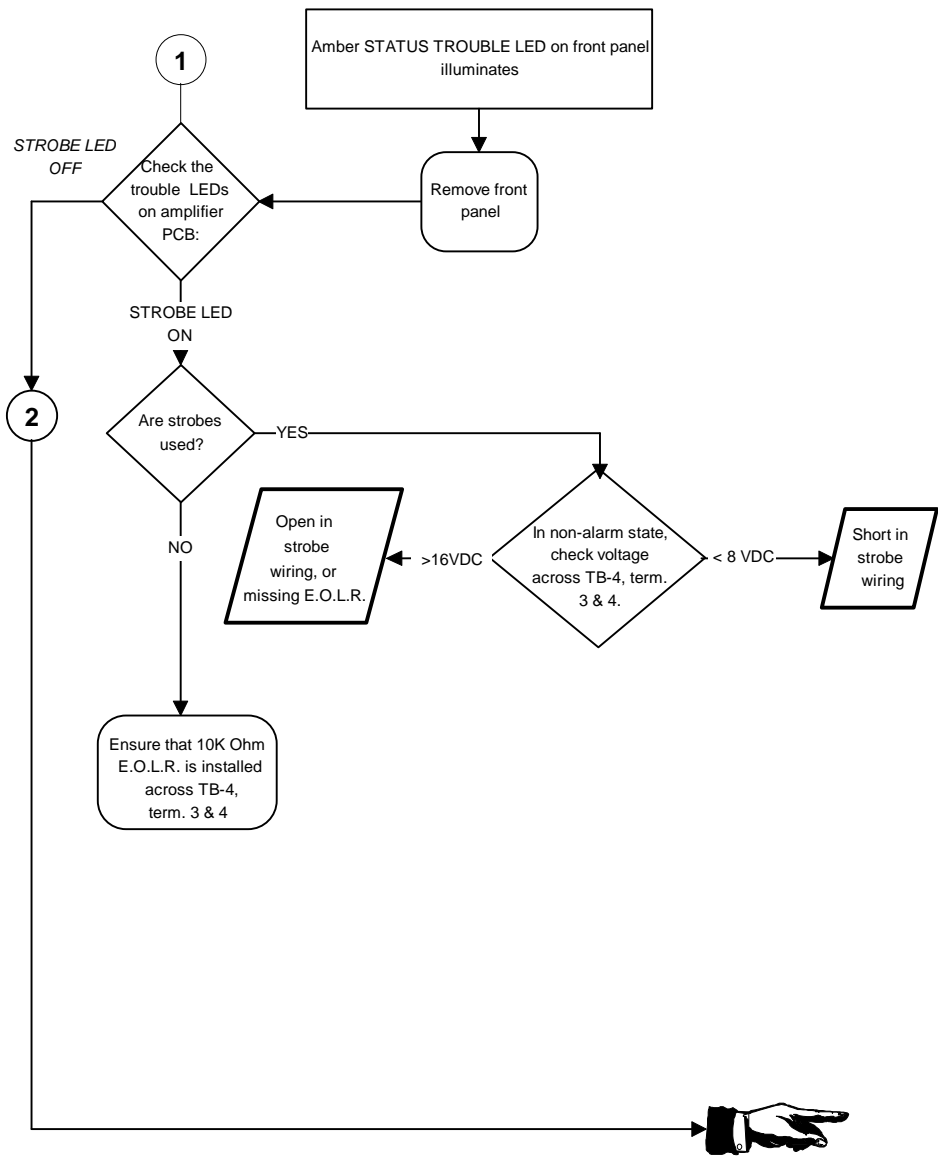 Amber STATUS TROUBLE LED on front panel
illuminates
1
STROBE LED
OFF
Check the
trouble LEDs
on amplifier
PCB:
Remove front
panel
STROBE LED
ON
2
Are strobes
used?
YES
NO
Open in
strobe
wiring, or
missing E.O.L.R.
>16VDC
In non-alarm state,
check voltage
across TB-4, term.
3 & 4.
< 8 VDC
Short in
strobe
wiring
Ensure that 10K Ohm
E.O.L.R. is installed
across TB-4,
term. 3 & 4